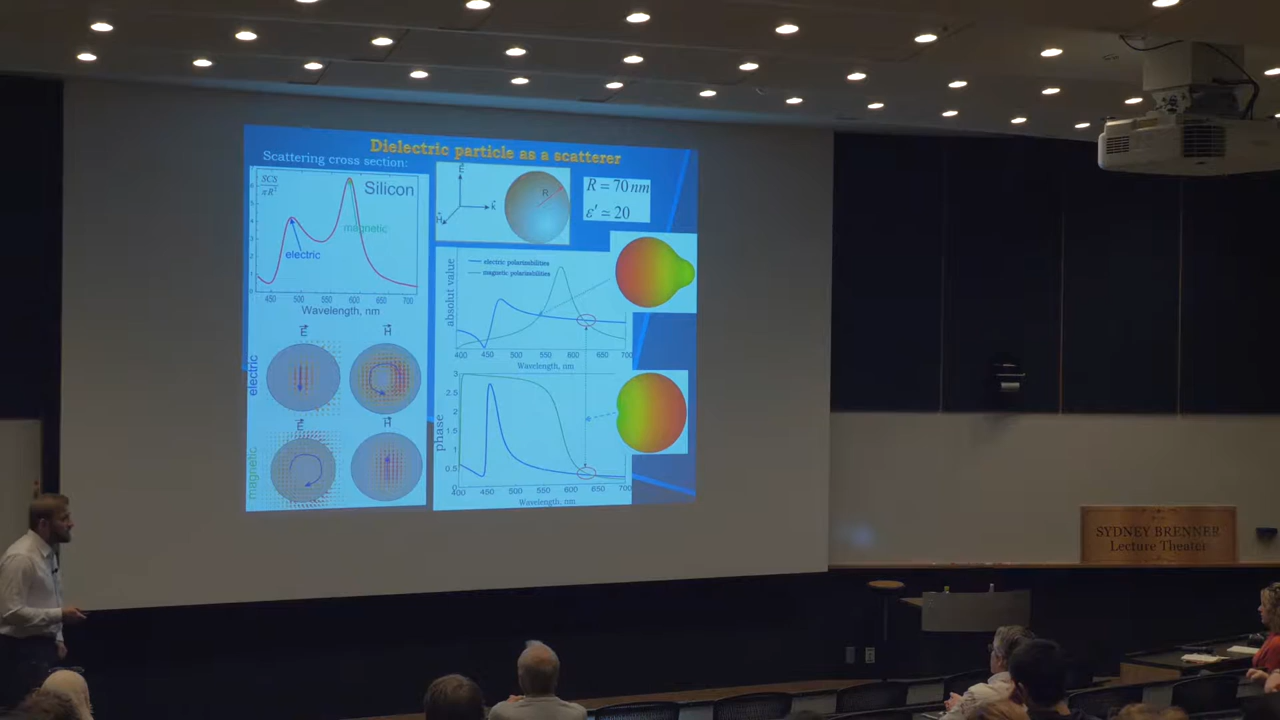 Dielectric particle as a scatterer
Scattering cross section:
SCS
πR²
Silicon
magnetic
electric
450 500 550 600 650 700
Wavelength, nm
E
H
k
R
R = 70 nm
ε' = 20
electric polarizabilities
magnetic polarizabilities
absolut value
400 450 500 550 600 650 700
Wavelength, nm
E
H
electric
E
H
magnetic
phase
3
2.5
2
1.5
1
0.5
0
400 450 500 550 600 650 700
Wavelength, nm
SYDNEY BRENNER
Lecture Theater